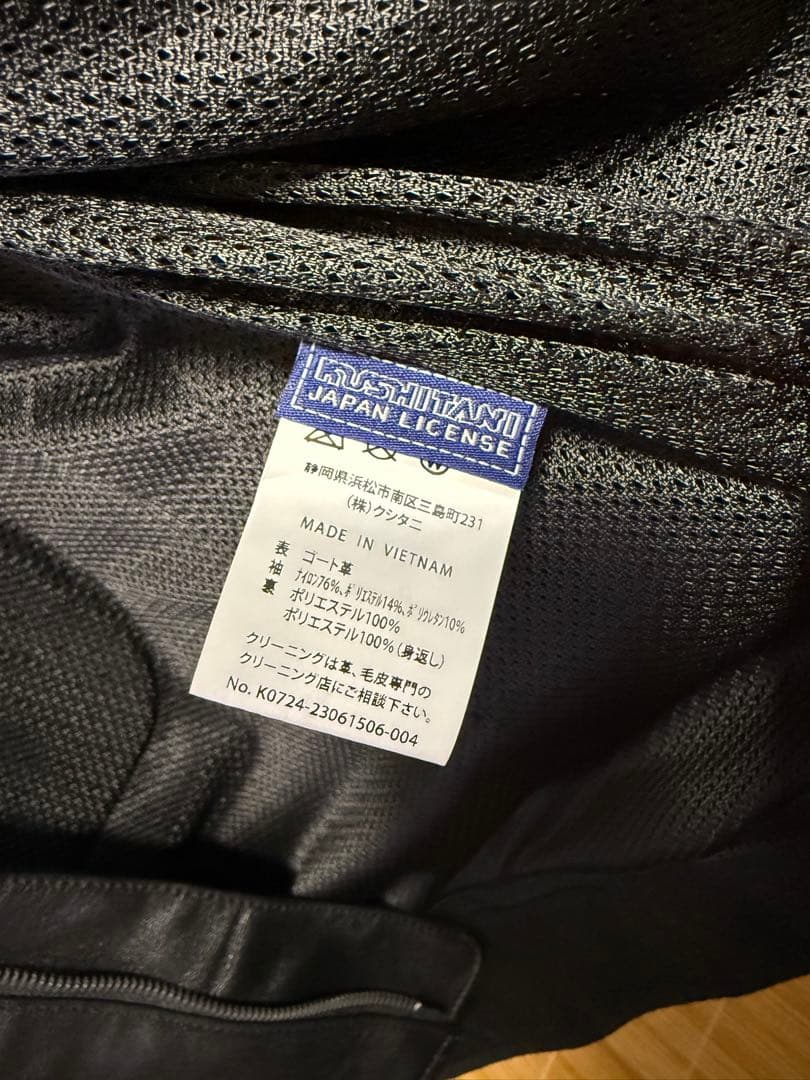 KUSHITANI
JAPAN LICENSE
静岡県浜松市南区三島町231
(株)クシタニ
MADE IN VIETNAM
表 ゴート革
袖 ナイロン76%、ポリエステル14%、ポリウレタン10%
裏 ポリエステル100%
ポリエステル100%(身返し)
クリーニングは革、毛皮専門の
クリーニング店にご相談下さい。
No. K0724-23061506-004